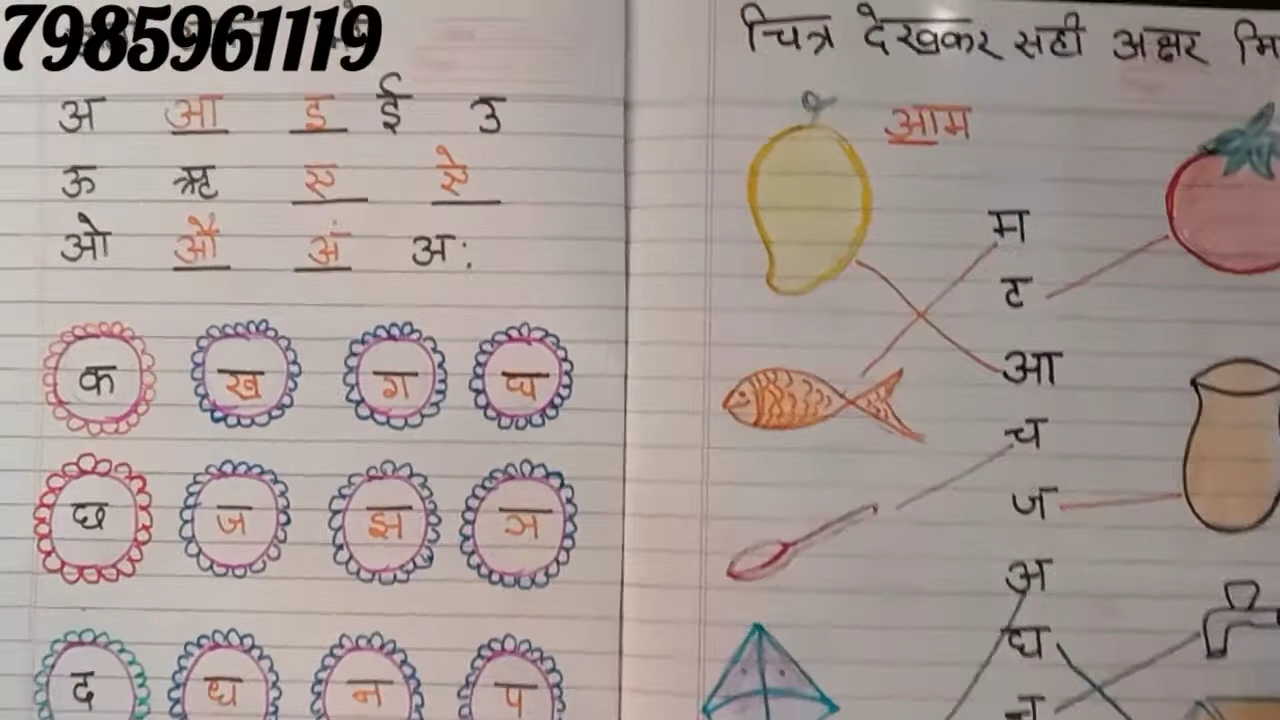 7985961119
अ आ इ ई उ
ऊ ऋ ए ऐ
ओ औ अं अः
क ख ग घ
छ ज झ ञ
द ध न प
चित्र देखकर सही अक्षर मि
आम
म
ट
आ
च
ज
अ
घ
न